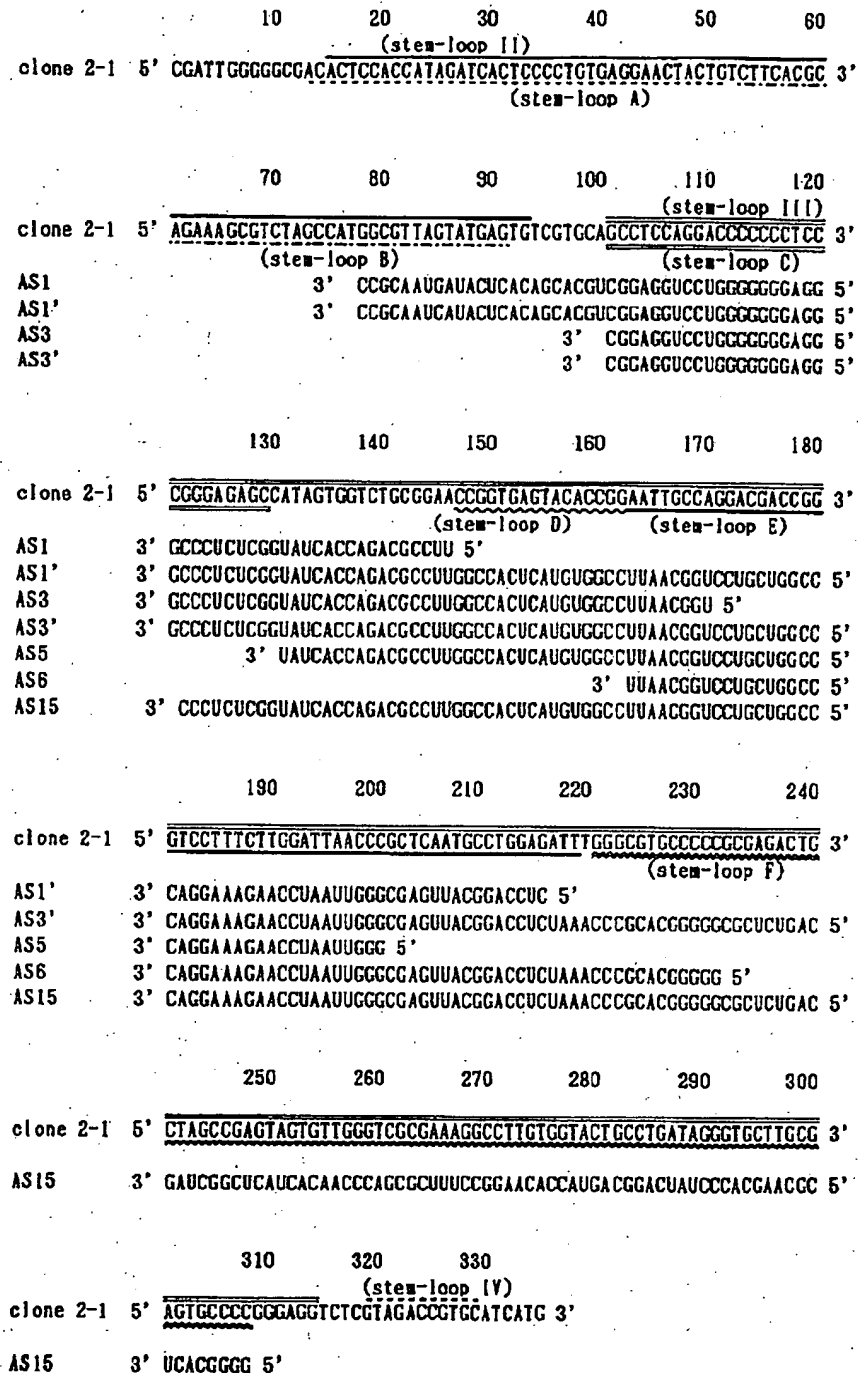 10 20 30 40 50 60
(stem-loop II)
clone 2-1 5' CGATTGGGGGCGACACTCCACCATAGATCACTCCCCTGTGAGGAACTACTGTCTTCACGC 3'
(stem-loop A)
70 80 90 100 110 120
(stem-loop III)
clone 2-1 5' AGAAAGCGTCTAGCCATGGCGTTAGTATGAGTGTCGTGCAGCCTCCAGGACCCCCCCTCC 3'
(stem-loop B) (stem-loop C)
AS1 3' CCGCAAUGAUACUCACAGCACGUCGGAGGUCCUGGGGGGGAGG 5'
AS1' 3' CCGCAAUCAUACUCACAGCACGUCGGAGGUCCUGGGGGGGAGG 5'
AS3 3' CGGAGGUCCUGGGGGGGAGG 5'
AS3' 3' CGGAGGUCCUGGGGGGGAGG 5'
130 140 150 160 170 180
clone 2-1 5' CGGGAGAGCCATAGTGGTCTGCGGAACCGGTGAGTACACCGGAATTGCCAGGACGACCGG 3'
(stem-loop D) (stem-loop E)
AS1 3' GCCCUCUCGGUAUCACCAGACGCCUU 5'
AS1' 3' GCCCUCUCGGUAUCACCAGACGCCUUGGCCACUCAUGUGGCCUUAACGGUCCUGCUGGCC 5'
AS3 3' GCCCUCUCGGUAUCACCAGACGCCUUGGCCACUCAUGUGGCCUUAACGGU 5'
AS3' 3' GCCCUCUCGGUAUCACCAGACGCCUUGGCCACUCAUGUGGCCUUAACGGUCCUGCUGGCC 5'
AS5 3' UAUCACCAGACGCCUUGGCCACUCAUGUGGCCUUAACGGUCCUGCUGGCC 5'
AS6 3' UUAACGGUCCUGCUGGCC 5'
AS15 3' CCCUCUCGGUAUCACCAGACGCCUUGGCCACUCAUGUGGCCUUAACGGUCCUGCUGGCC 5'
190 200 210 220 230 240
clone 2-1 5' GTCCTTTCTTGGATTAACCCGCTCAATGCCTGGAGATTTGGGCGTGCCCCCGCGAGACTG 3'
(stem-loop F)
AS1' 3' CAGGAAAGAACCUAAUUGGGCGAGUUACGGACCUC 5'
AS3' 3' CAGGAAAGAACCUAAUUGGGCGAGUUACGGACCUCUAAACCCGCACGGGGGCGCUCUGAC 5'
AS5 3' CAGGAAAGAACCUAAUUGGG 5'
AS6 3' CAGGAAAGAACCUAAUUGGGCGAGUUACGGACCUCUAAACCCGCACGGGGG 5'
AS15 3' CAGGAAAGAACCUAAUUGGGCGAGUUACGGACCUCUAAACCCGCACGGGGGCGCUCUGAC 5'
250 260 270 280 290 300
clone 2-1 5' CTAGCCGAGTAGTGTTGGGTCGCGAAAGGCCTTGTGGTACTGCCTGATAGGGTGCTTGCG 3'
AS15 3' GAUCGGCUCAUCACAACCCAGCGCUUUCCGGAACACCAUGACGGACUAUCCCACGAACGC 5'
310 320 330
(stem-loop IV)
clone 2-1 5' AGTGCCCCGGGAGGTCTCGTAGACCGTGCATCATG 3'
AS15 3' UCACGGGG 5'